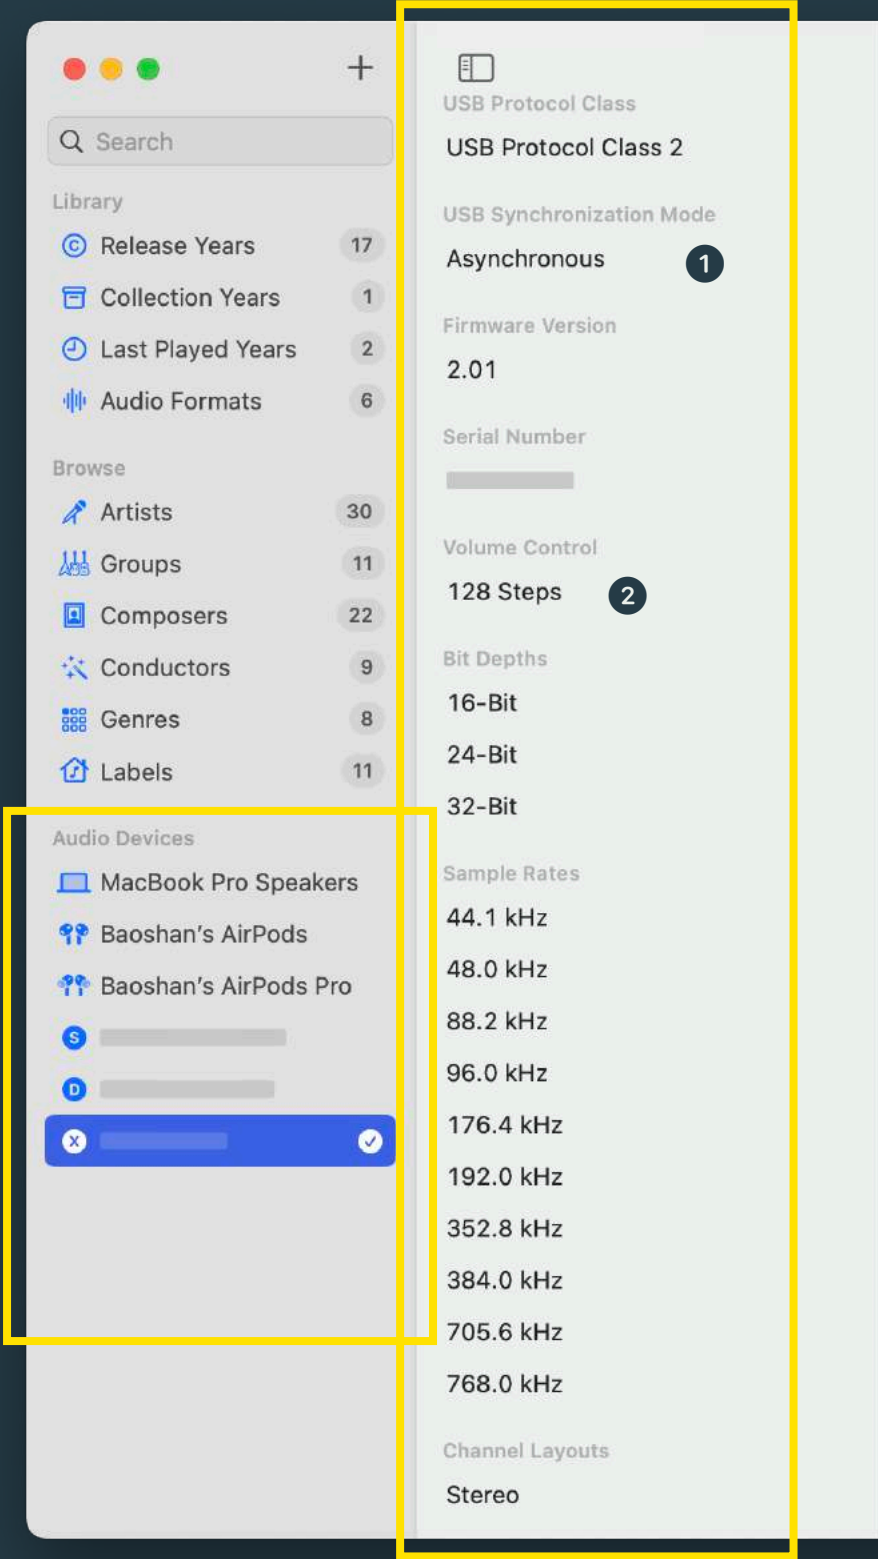 Search
Library
Release Years 17
Collection Years 1
Last Played Years 2
Audio Formats 6
Browse
Artists 30
Groups 11
Composers 22
Conductors 9
Genres 8
Labels 11
Audio Devices
MacBook Pro Speakers
Baoshan’s AirPods
Baoshan’s AirPods Pro
S
D
X
USB Protocol Class
USB Protocol Class 2
USB Synchronization Mode
Asynchronous 1
Firmware Version
2.01
Serial Number
Volume Control
128 Steps 2
Bit Depths
16-Bit
24-Bit
32-Bit
Sample Rates
44.1 kHz
48.0 kHz
88.2 kHz
96.0 kHz
176.4 kHz
192.0 kHz
352.8 kHz
384.0 kHz
705.6 kHz
768.0 kHz
Channel Layouts
Stereo